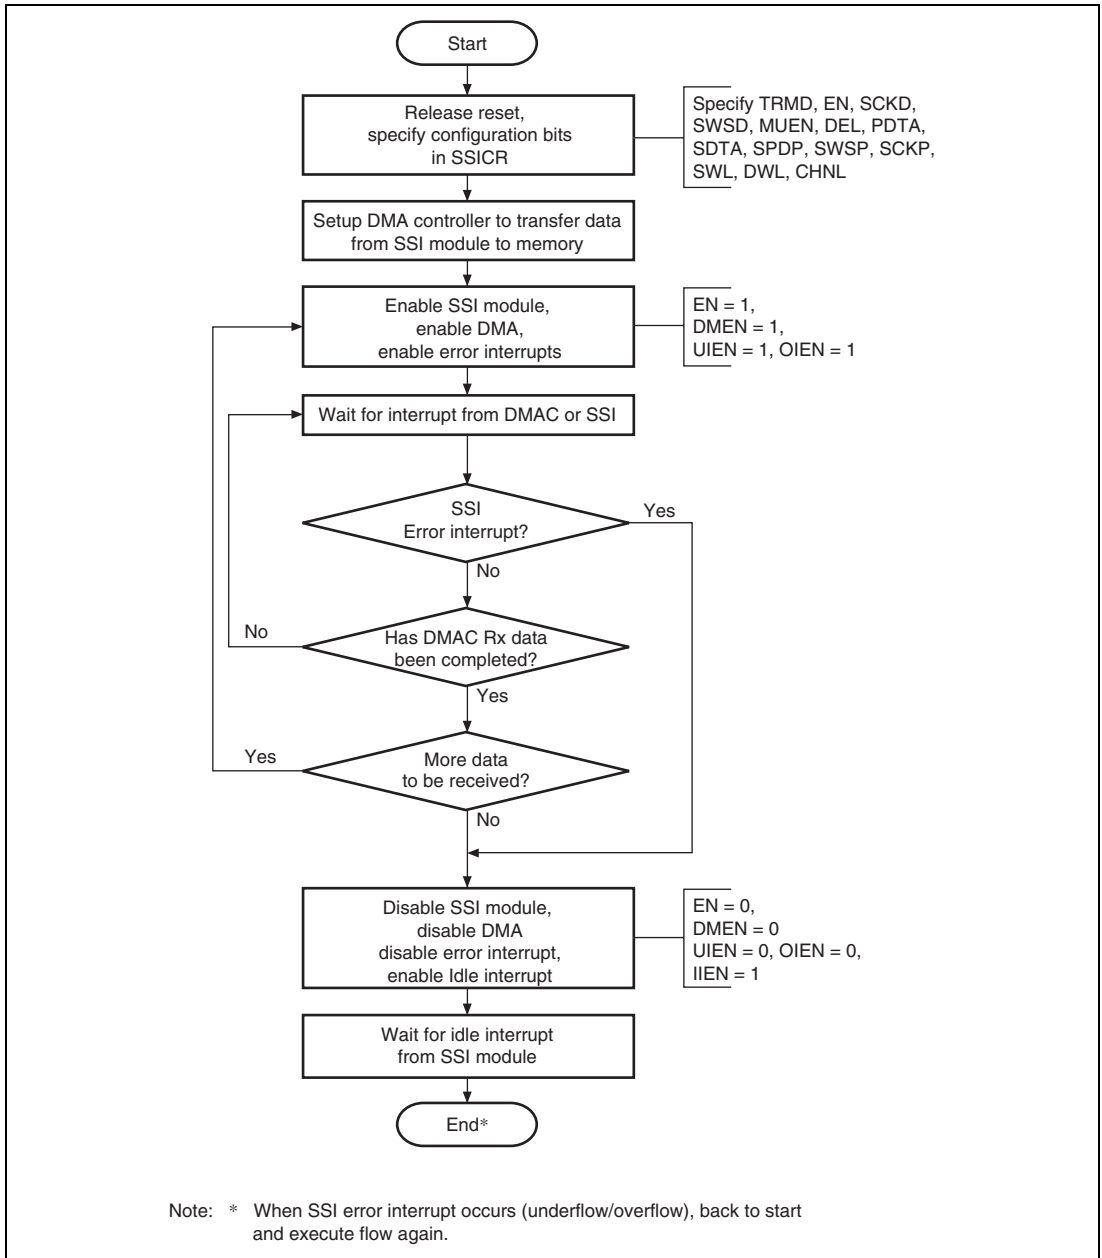 Start
Release reset,
specify configuration bits
in SSICR
Specify TRMD, EN, SCKD,
SWSD, MUEN, DEL, PDTA,
SDTA, SPDP, SWSP, SCKP,
SWL, DWL, CHNL
Setup DMA controller to transfer data
from SSI module to memory
Enable SSI module,
enable DMA,
enable error interrupts
EN = 1,
DMEN = 1,
UIEN = 1, OIEN = 1
Wait for interrupt from DMAC or SSI
SSI
Error interrupt?
Yes
No
Has DMAC Rx data
been completed?
No
Yes
More data
to be received?
Yes
No
Disable SSI module,
disable DMA
disable error interrupt,
enable Idle interrupt
EN = 0,
DMEN = 0
UIEN = 0, OIEN = 0,
IIEN = 1
Wait for idle interrupt
from SSI module
End*
Note: * When SSI error interrupt occurs (underflow/overflow), back to start
and execute flow again.